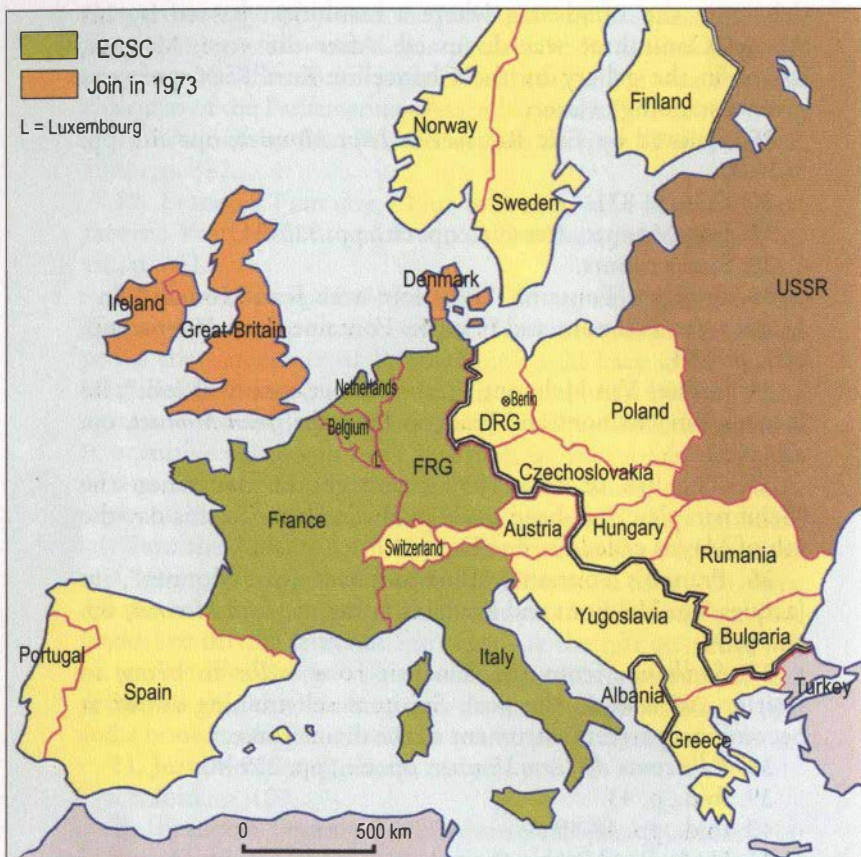 ECSC
Join in 1973
L = Luxembourg
Finland
Norway
Sweden
USSR
Denmark
Ireland
Great-Britain
Netherlands
Berlin
Poland
DRG
Belgium
L
FRG
Czechoslovakia
France
Austria
Hungary
Switzerland
Rumania
Yugoslavia
Bulgaria
Portugal
Spain
Italy
Albania
Turkey
Greece
0 500 km